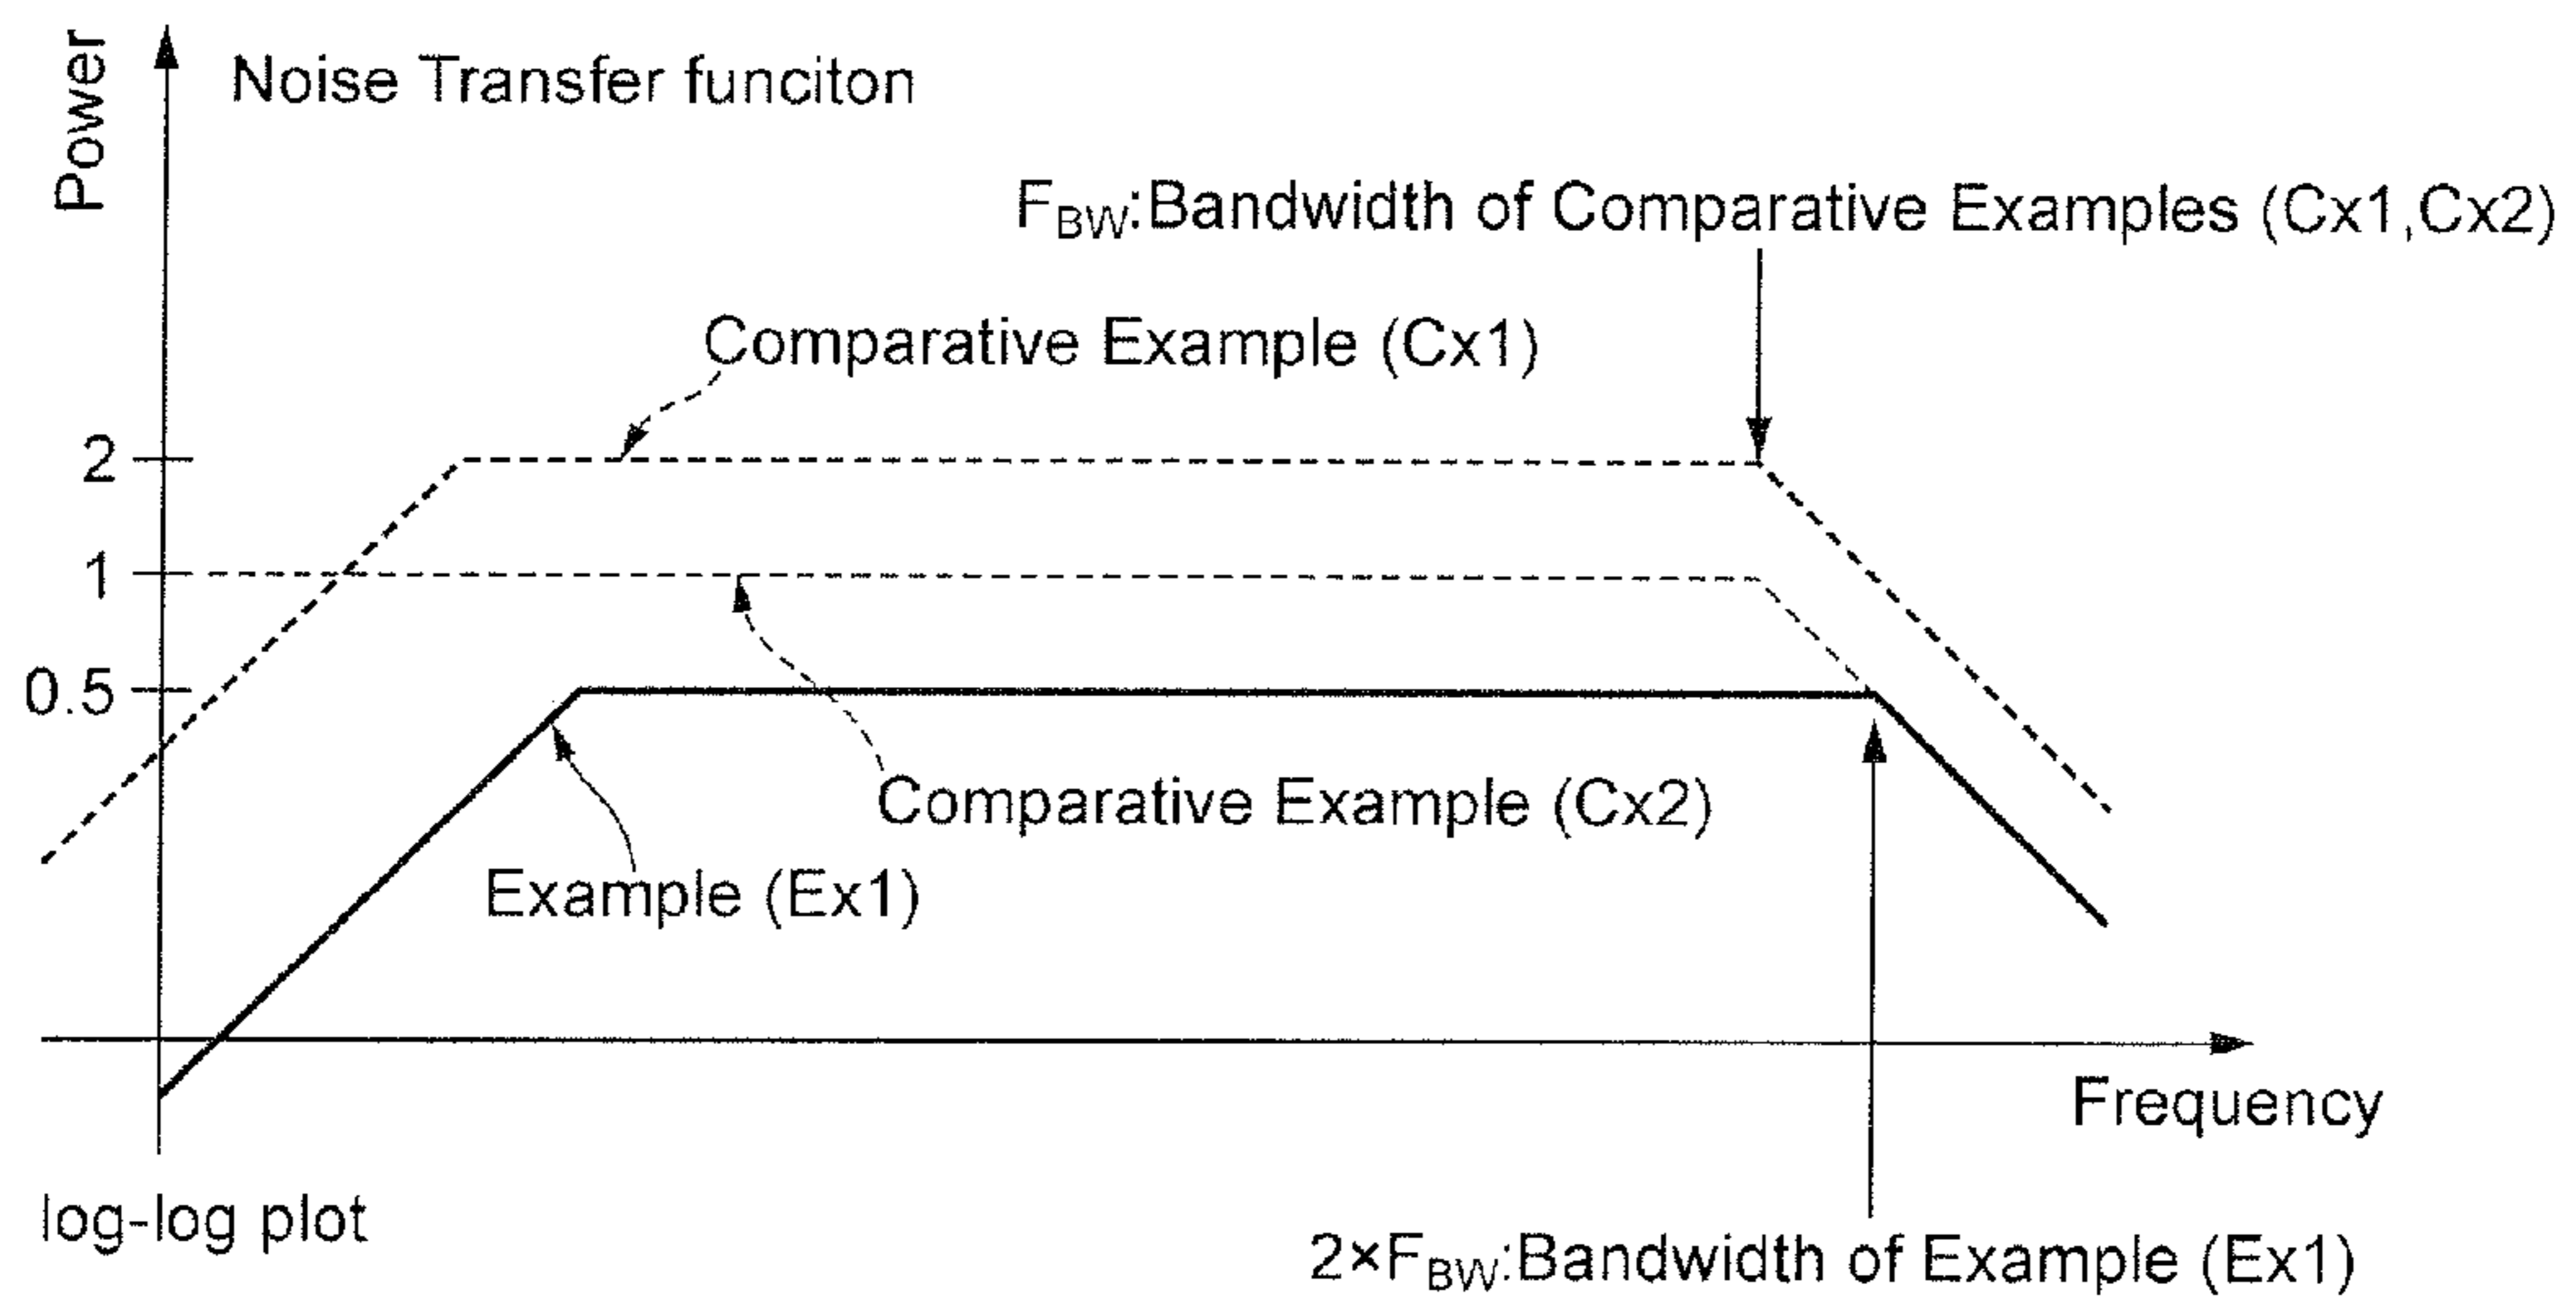 Power
Noise Transfer funciton
F_BW:Bandwidth of Comparative Examples (Cx1,Cx2)
Comparative Example (Cx1)
2
1
0.5
Comparative Example (Cx2)
Example (Ex1)
Frequency
log-log plot
2×F_BW:Bandwidth of Example (Ex1)